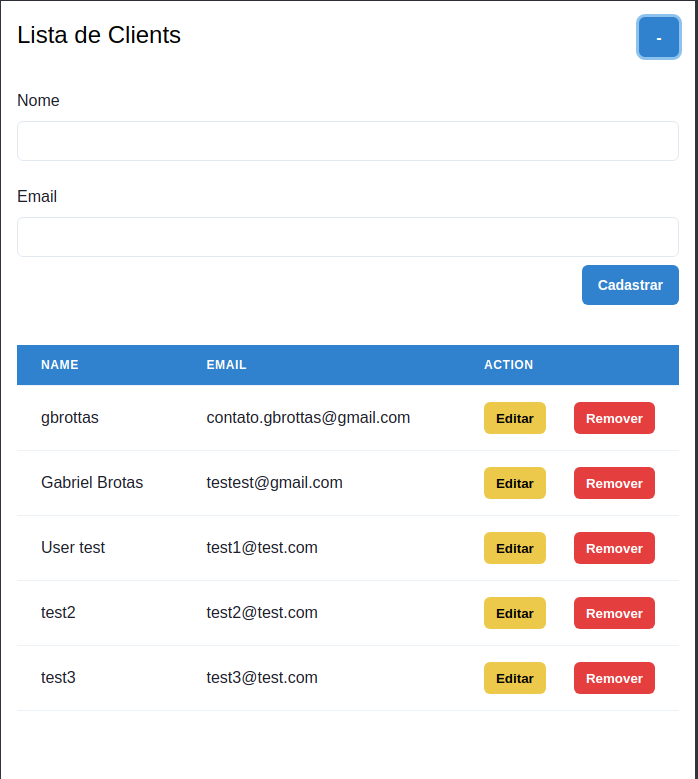 Lista de Clients -
Nome
Email
Cadastrar
NAME EMAIL ACTION
gbrottas contato.gbrottas@gmail.com Editar Remover
Gabriel Brotas testest@gmail.com Editar Remover
User test test1@test.com Editar Remover
test2 test2@test.com Editar Remover
test3 test3@test.com Editar Remover